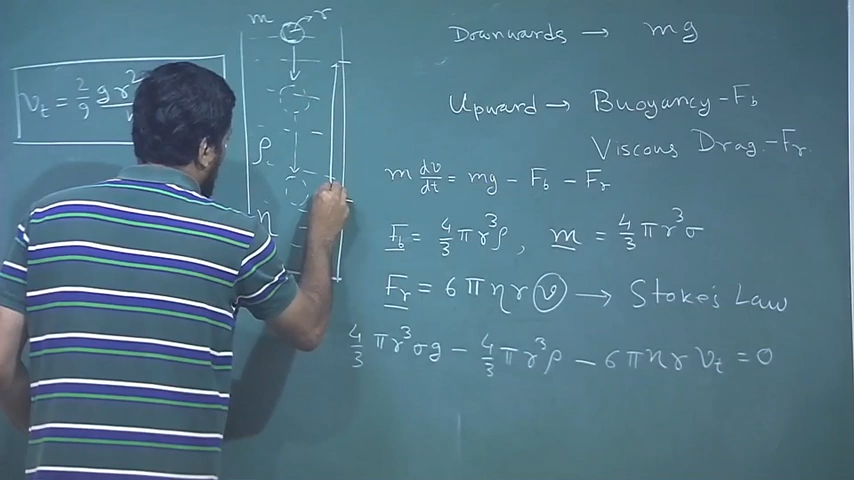 m r
ρ
η
v_t = 2/9 g r²
Downwards → mg
Upward → Buoyancy - F_b
Viscous Drag - F_r
m dv/dt = mg - F_b - F_r
F_b = 4/3 π r³ ρ , m = 4/3 π r³ σ
F_r = 6 π η r v → Stoke's Law
4/3 π r³ σ g - 4/3 π r³ ρ - 6 π η r v_t = 0